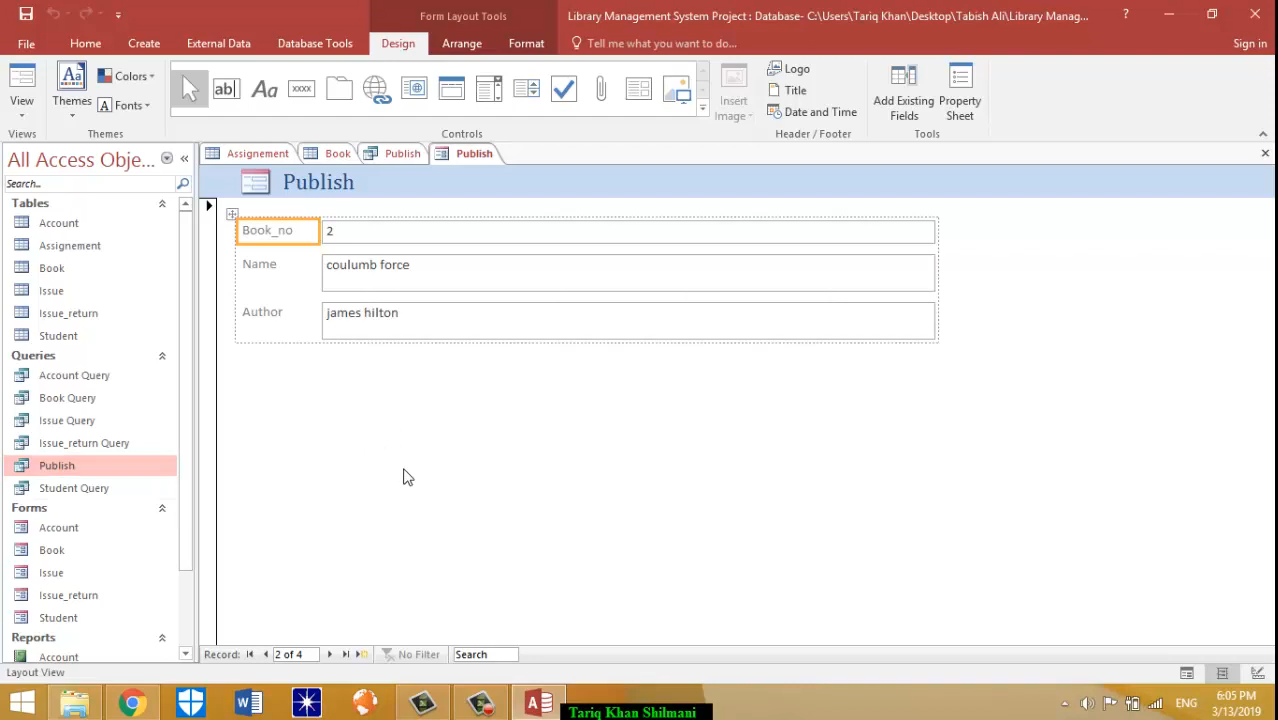 Form Layout Tools
Library Management System Project : Database- C:\Users\Tariq Khan\Desktop\Tabish Ali\Library Manag...
?
File
Home
Create
External Data
Database Tools
Design
Arrange
Format
Tell me what you want to do...
Sign in
View
Views
Themes
Aa
Colors
Fonts
Themes
ab|
Aa
xxxx
Controls
Insert Image
Logo
Title
Date and Time
Header / Footer
Add Existing Fields
Property Sheet
Tools
All Access Obje...
Search...
Tables
Account
Assignement
Book
Issue
Issue_return
Student
Queries
Account Query
Book Query
Issue Query
Issue_return Query
Publish
Student Query
Forms
Account
Book
Issue
Issue_return
Student
Reports
Account
Assignement
Book
Publish
Publish
Publish
Book_no
2
Name
coulumb force
Author
james hilton
Record:
2 of 4
No Filter
Search
Layout View
ENG
6:05 PM
3/13/2019
Tariq Khan Shilmani